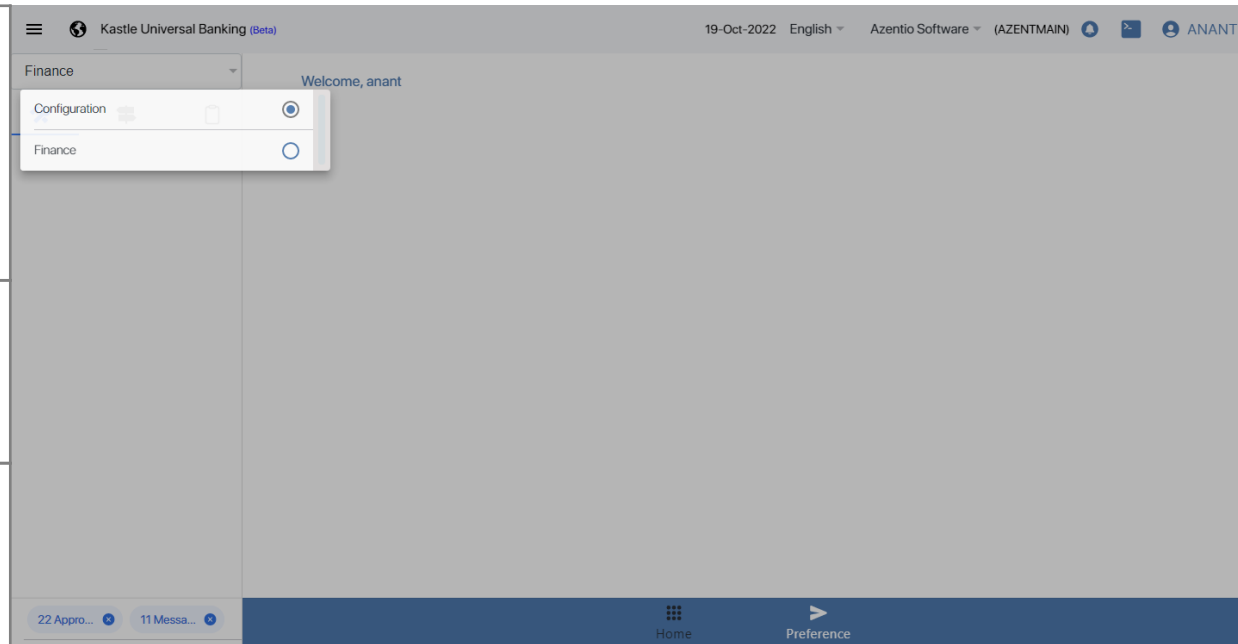 Kastle Universal Banking (Beta) 19-Oct-2022 English Azentio Software (AZENTMAIN) ANANT
Finance
Welcome, anant
Configuration
Finance
22 Appro... 11 Messa...
Home Preference